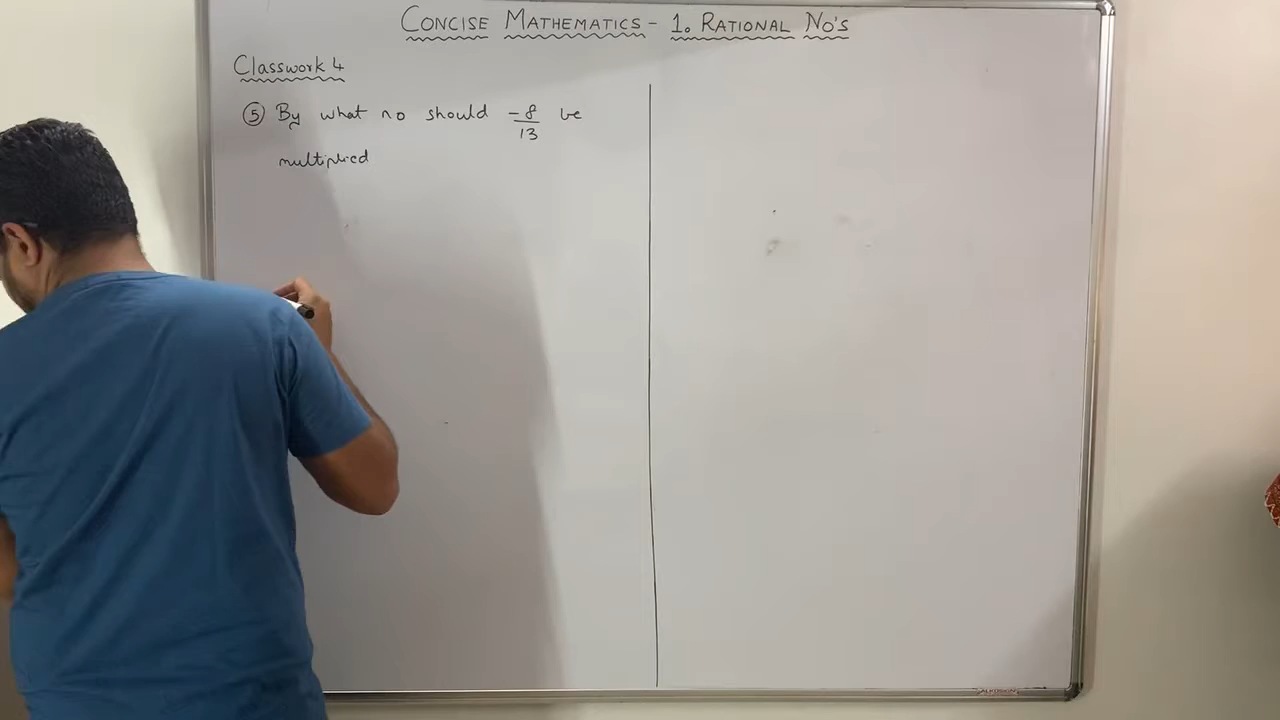 CONCISE MATHEMATICS - 1. RATIONAL NO'S
Classwork 4
⑤ By what no should -8/13 be
multiplied